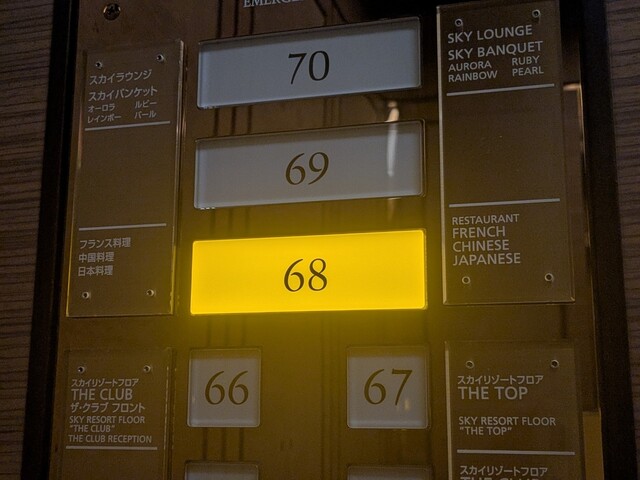 70
69
68
66
67
スカイラウンジ
スカイバンケット
オーロラ ルビー
レインボー パール
フランス料理
中国料理
日本料理
SKY LOUNGE
SKY BANQUET
AURORA RUBY
RAINBOW PEARL
RESTAURANT
FRENCH
CHINESE
JAPANESE
スカイリゾートフロア
THE CLUB
ザ・クラブ フロント
SKY RESORT FLOOR
"THE CLUB"
THE CLUB RECEPTION
スカイリゾートフロア
THE TOP
SKY RESORT FLOOR
"THE TOP"
スカイリゾートフロア